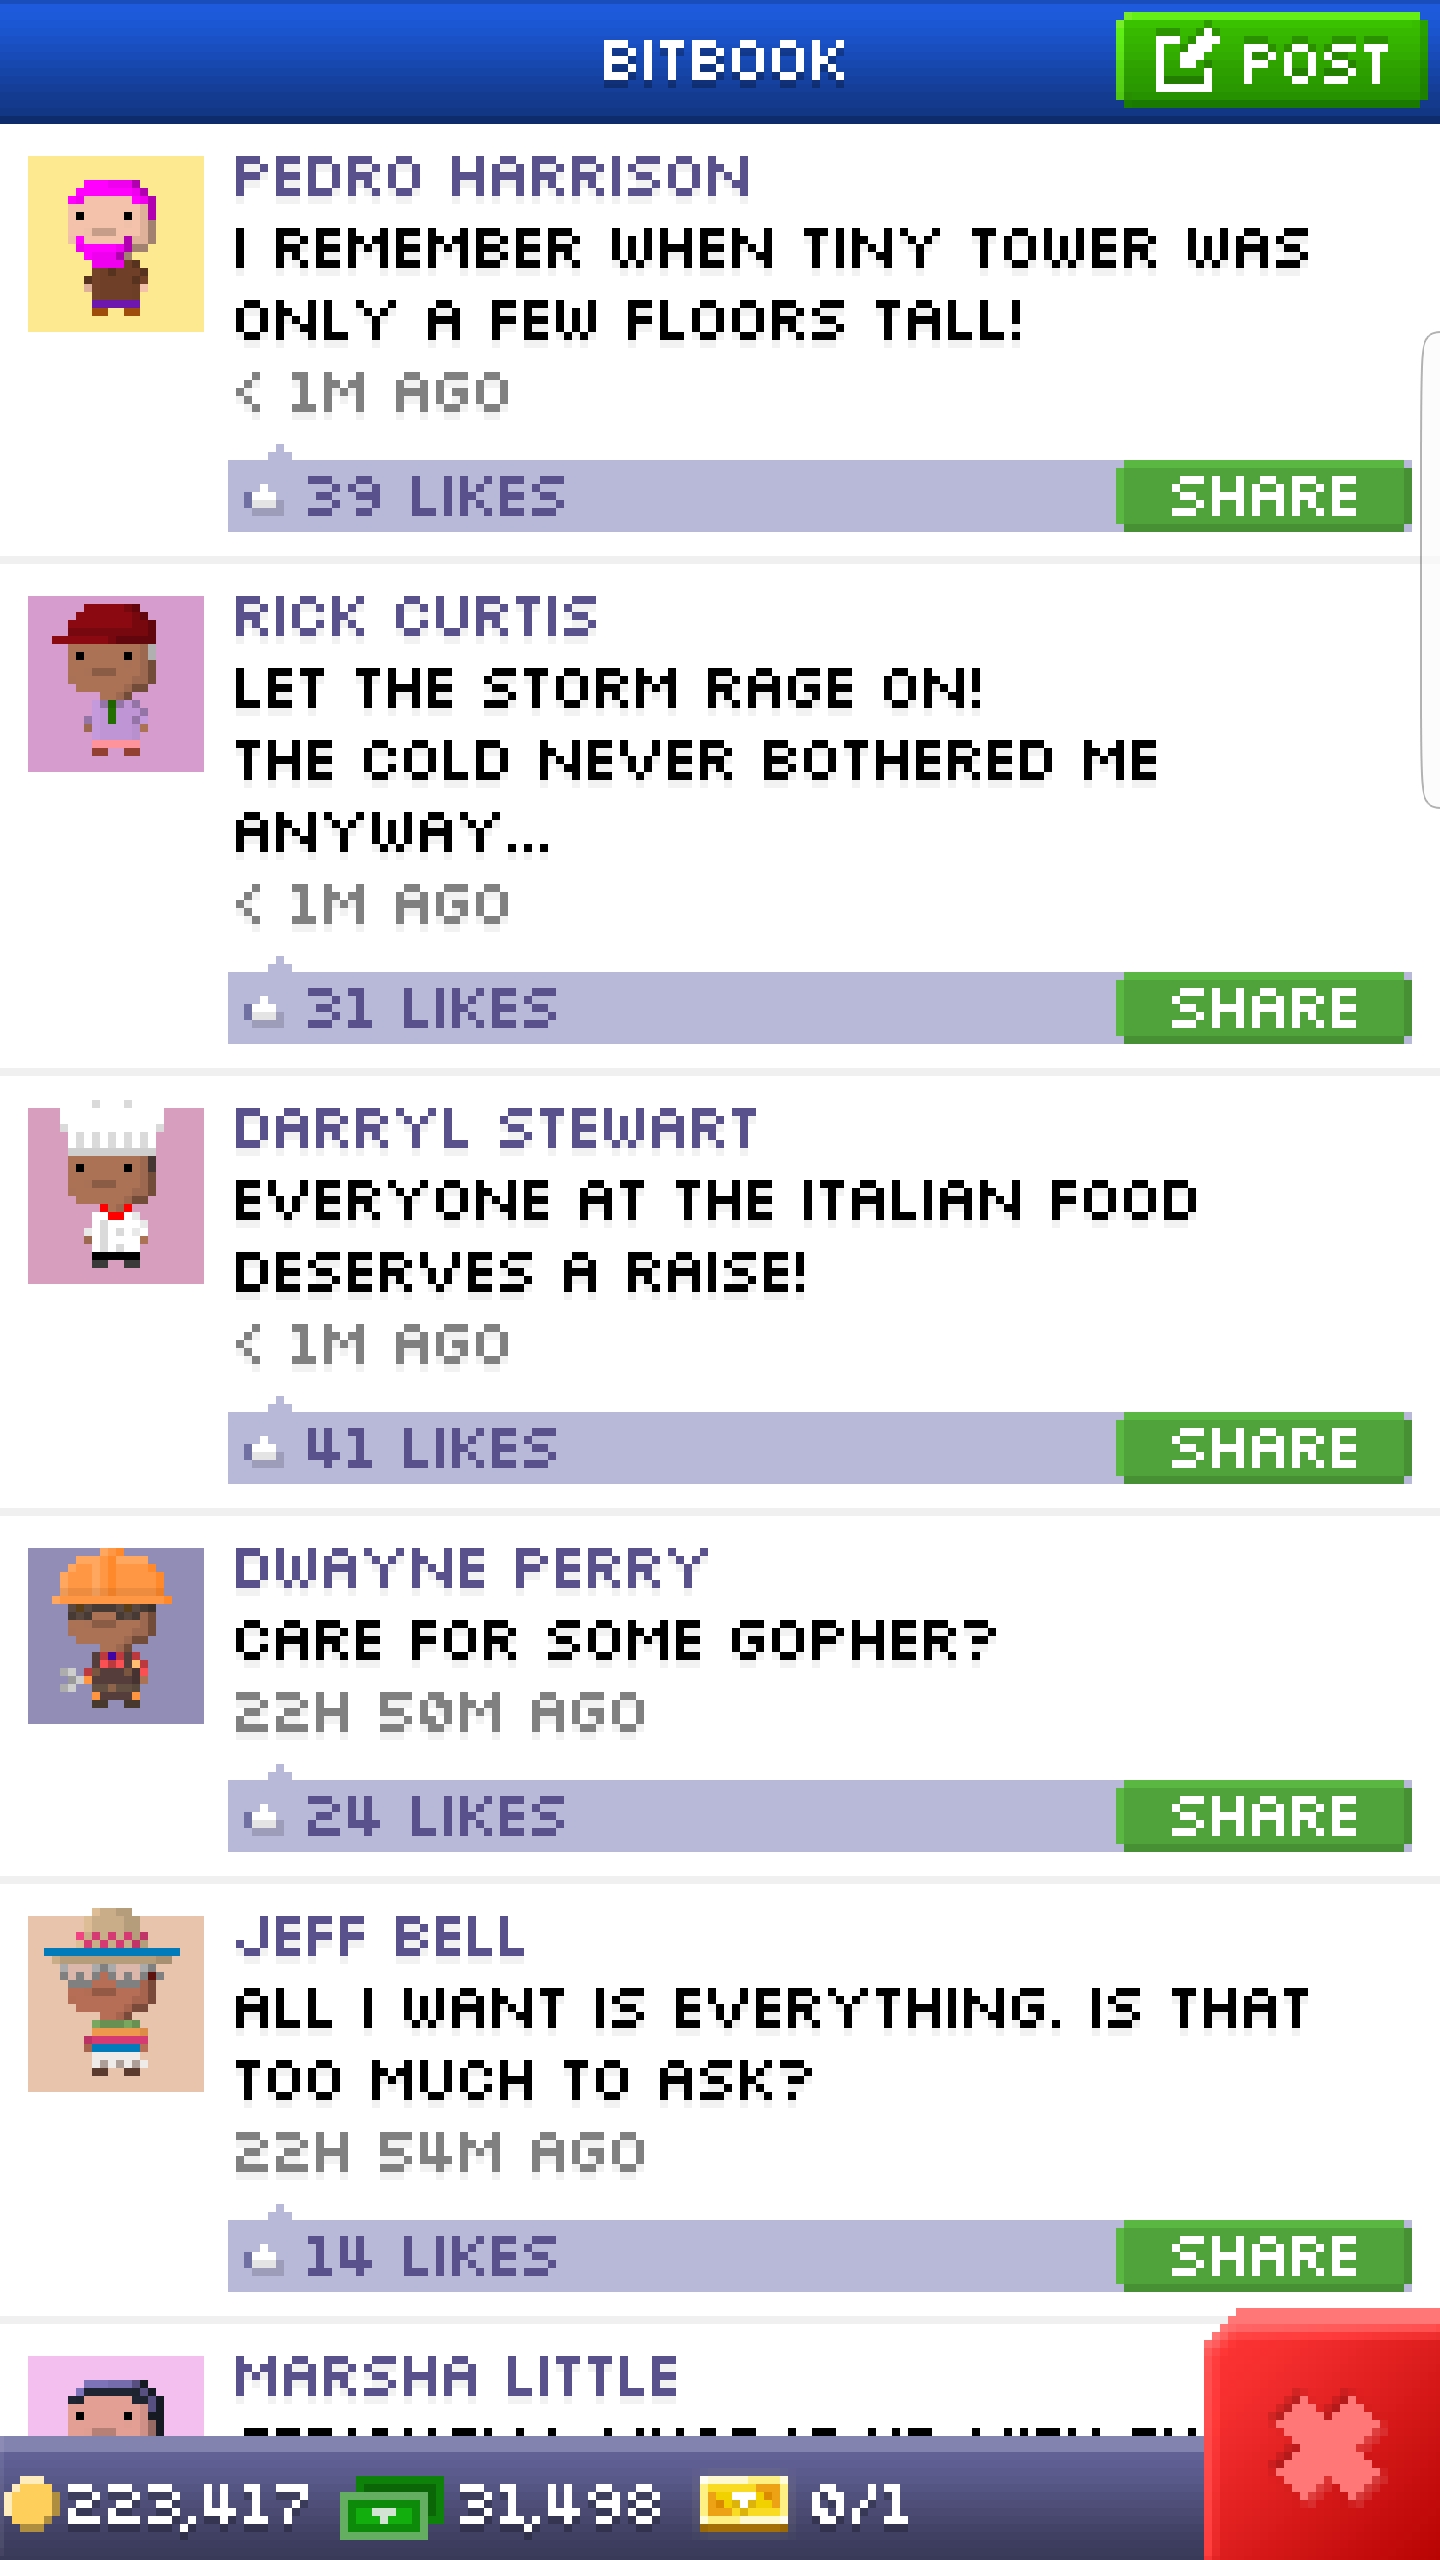 BITBOOK
POST
PEDRO HARRISON
I REMEMBER WHEN TINY TOWER WAS
ONLY A FEW FLOORS TALL!
< 1M AGO
39 LIKES
SHARE
RICK CURTIS
LET THE STORM RAGE ON!
THE COLD NEVER BOTHERED ME
ANYWAY...
< 1M AGO
31 LIKES
SHARE
DARRYL STEWART
EVERYONE AT THE ITALIAN FOOD
DESERVES A RAISE!
< 1M AGO
41 LIKES
SHARE
DWAYNE PERRY
CARE FOR SOME GOPHER?
22H 50M AGO
24 LIKES
SHARE
JEFF BELL
ALL I WANT IS EVERYTHING. IS THAT
TOO MUCH TO ASK?
22H 54M AGO
14 LIKES
SHARE
MARSHA LITTLE
223,417
31,498
0/1